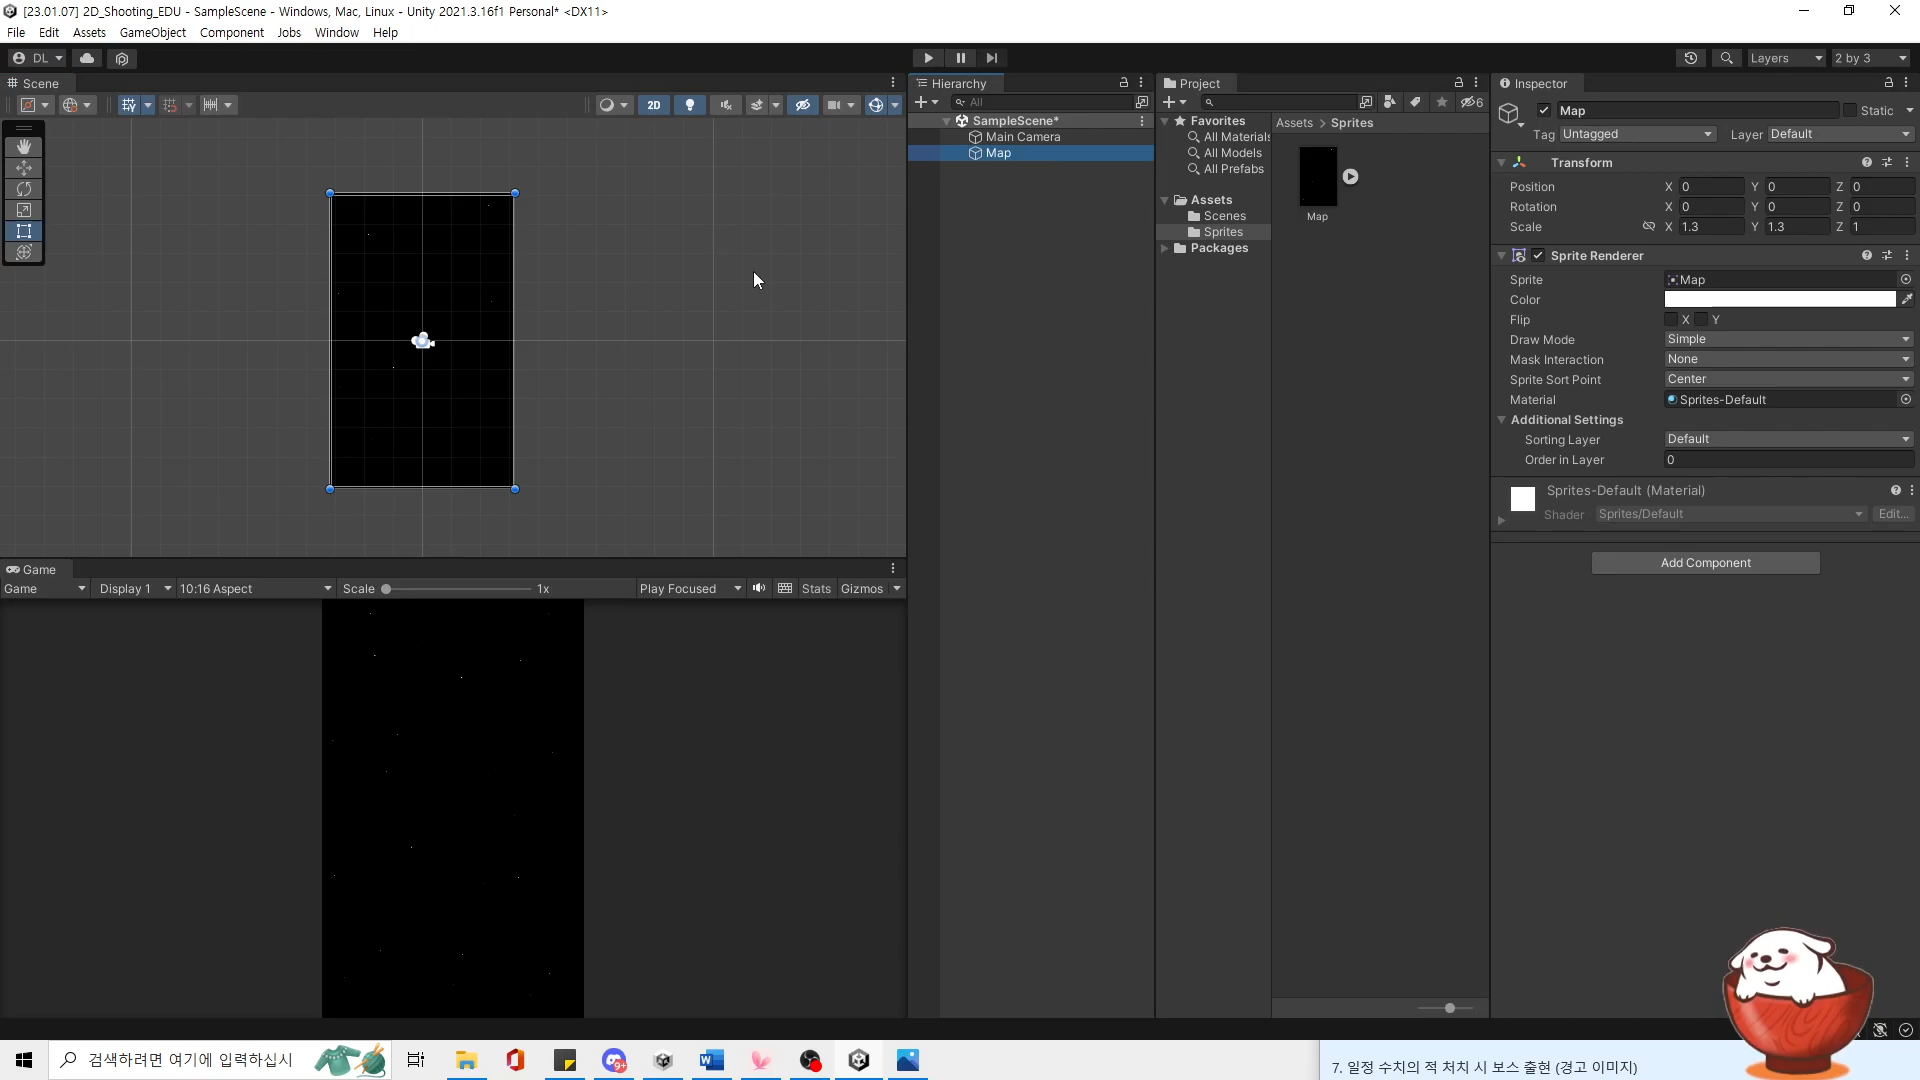 [23.01.07] 2D_Shooting_EDU - SampleScene - Windows, Mac, Linux - Unity 2021.3.16f1 Personal* <DX11>
File Edit Assets GameObject Component Jobs Window Help
DL
Layers
2 by 3
Scene
2D
Hierarchy
All
SampleScene*
Main Camera
Map
Project
6
Favorites
All Materials
All Models
All Prefabs
Assets
Scenes
Sprites
Packages
Assets > Sprites
Map
Inspector
Map
Static
Tag Untagged
Layer Default
Transform
Position X 0 Y 0 Z 0
Rotation X 0 Y 0 Z 0
Scale X 1.3 Y 1.3 Z 1
Sprite Renderer
Sprite Map
Color
Flip X Y
Draw Mode Simple
Mask Interaction None
Sprite Sort Point Center
Material Sprites-Default
Additional Settings
Sorting Layer Default
Order in Layer 0
Sprites-Default (Material)
Shader Sprites/Default Edit...
Add Component
Game
Game Display 1 10:16 Aspect Scale 1x Play Focused Stats Gizmos
검색하려면 여기에 입력하십시
9+
7. 일정 수치의 적 처치 시 보스 출현 (경고 이미지)